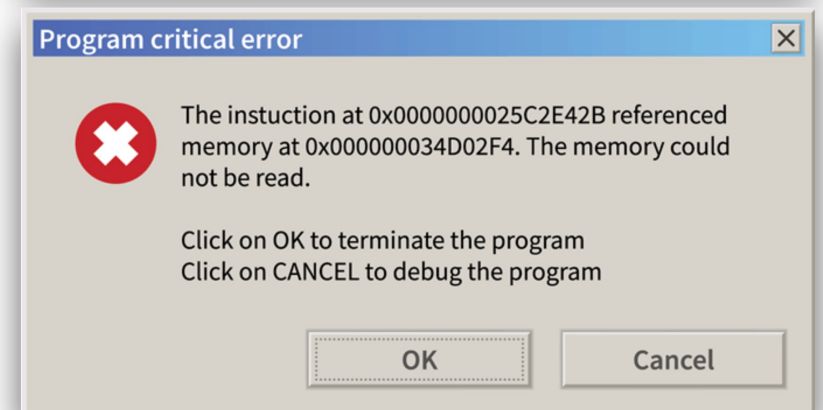 Program critical error
The instuction at 0x0000000025C2E42B referenced
memory at 0x000000034D02F4. The memory could
not be read.
Click on OK to terminate the program
Click on CANCEL to debug the program
OK
Cancel